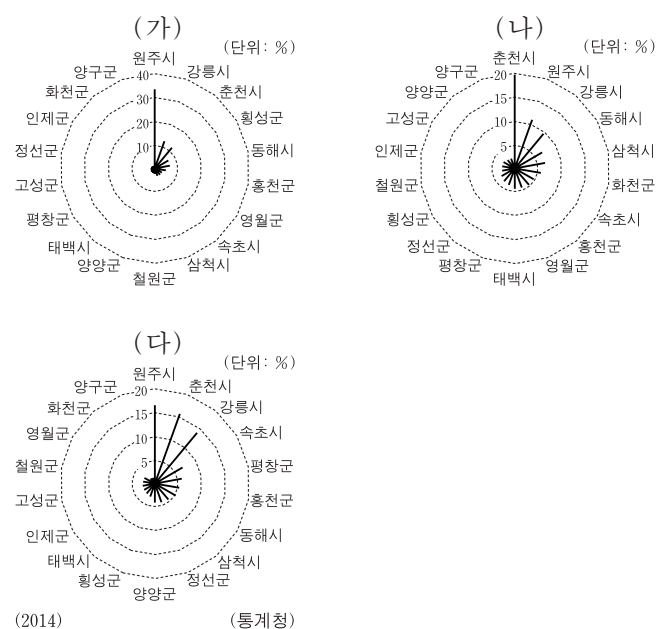 (가)
(단위: %)
원주시
강릉시
춘천시
횡성군
동해시
홍천군
영월군
속초시
삼척시
철원군
양양군
태백시
평창군
고성군
정선군
인제군
화천군
양구군
40
30
20
10
(나)
(단위: %)
춘천시
원주시
강릉시
동해시
삼척시
화천군
속초시
홍천군
영월군
태백시
평창군
정선군
횡성군
철원군
인제군
고성군
양양군
양구군
20
15
10
5
(다)
(단위: %)
원주시
춘천시
강릉시
속초시
평창군
홍천군
동해시
삼척시
정선군
양양군
횡성군
태백시
인제군
고성군
철원군
영월군
화천군
양구군
20
15
10
5
(2014)
(통계청)